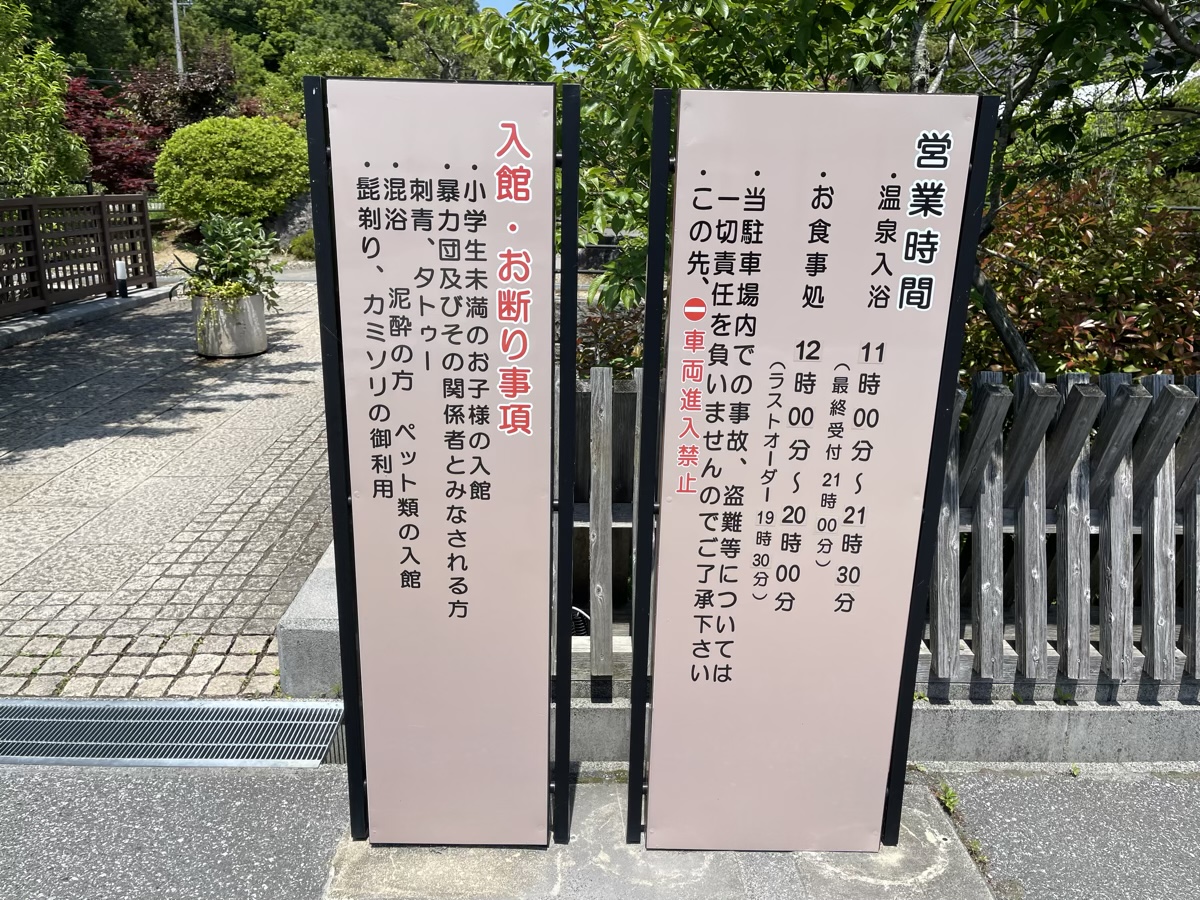 営業時間
・温泉入浴 11時00分～21時30分
（最終受付 21時00分）
・お食事処 12時00分～20時00分
（ラストオーダー19時30分）
・当駐車場内での事故、盗難等については
一切責任を負いませんのでご了承下さい
・この先、車両進入禁止
入館・お断り事項
・小学生未満のお子様の入館
・暴力団及びその関係者とみなされる方
刺青、タトゥー
・混浴 泥酔の方 ペット類の入館
・髭剃り、カミソリの御利用